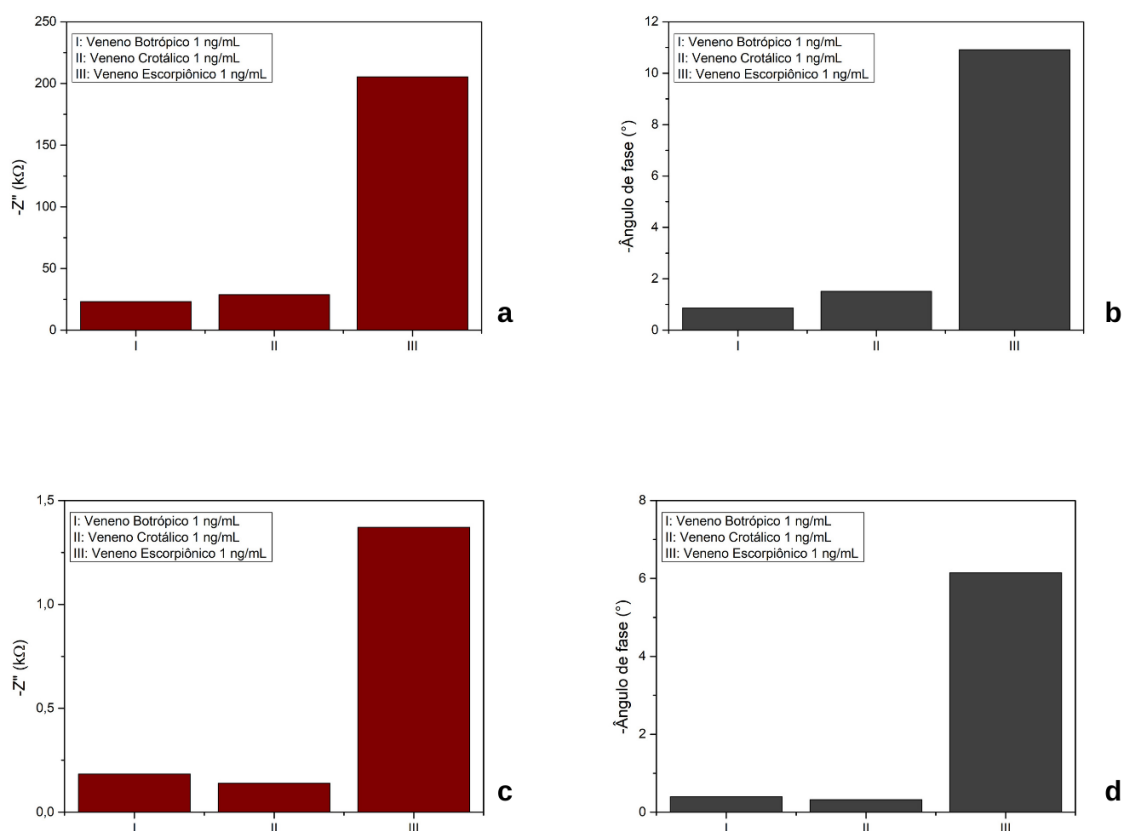 250
200
150
100
50
0
-Z" (kΩ)
I: Veneno Botrópico 1 ng/mL
II: Veneno Crotálico 1 ng/mL
III: Veneno Escorpiônico 1 ng/mL
I II III
a
12
10
8
6
4
2
0
-Ângulo de fase (°)
I: Veneno Botrópico 1 ng/mL
II: Veneno Crotálico 1 ng/mL
III: Veneno Escorpiônico 1 ng/mL
I II III
b
1,5
1,0
0,5
0,0
-Z" (kΩ)
I: Veneno Botrópico 1 ng/mL
II: Veneno Crotálico 1 ng/mL
III: Veneno Escorpiônico 1 ng/mL
I II III
c
8
6
4
2
0
-Ângulo de fase (°)
I: Veneno Botrópico 1 ng/mL
II: Veneno Crotálico 1 ng/mL
III: Veneno Escorpiônico 1 ng/mL
I II III
d